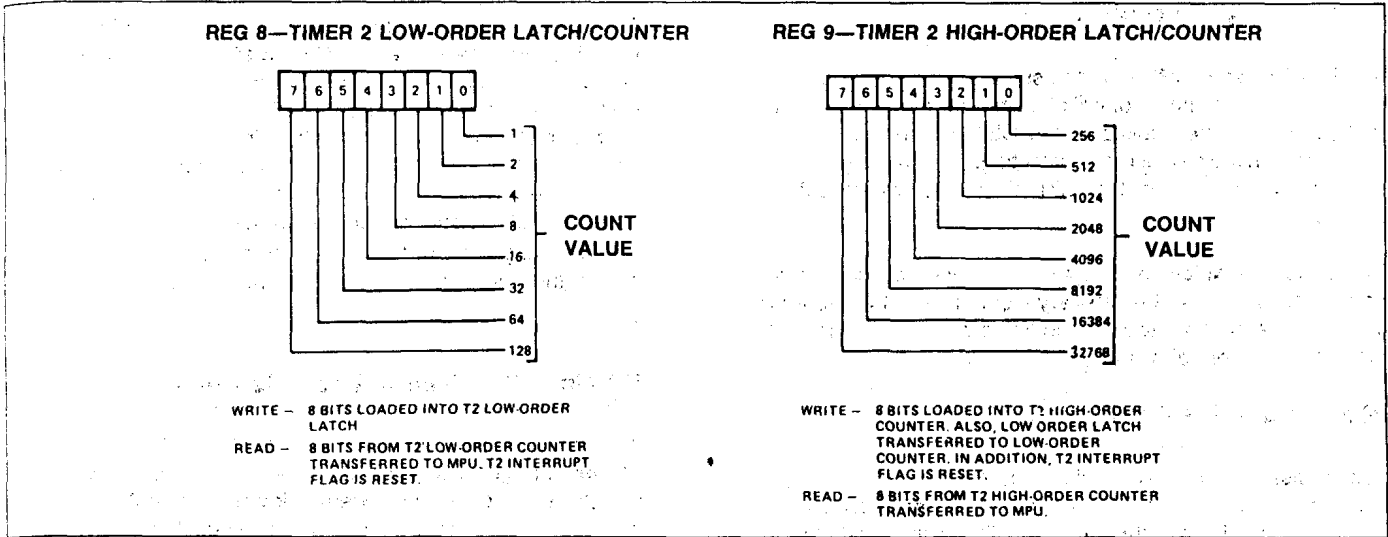 REG 8—TIMER 2 LOW-ORDER LATCH/COUNTER
7 6 5 4 3 2 1 0
1
2
4
8
16
32
64
128
COUNT
VALUE
WRITE – 8 BITS LOADED INTO T2 LOW-ORDER
LATCH
READ – 8 BITS FROM T2 LOW-ORDER COUNTER
TRANSFERRED TO MPU. T2 INTERRUPT
FLAG IS RESET.
REG 9—TIMER 2 HIGH-ORDER LATCH/COUNTER
7 6 5 4 3 2 1 0
256
512
1024
2048
4096
8192
16384
32768
COUNT
VALUE
WRITE – 8 BITS LOADED INTO T2 HIGH-ORDER
COUNTER. ALSO, LOW ORDER LATCH
TRANSFERRED TO LOW-ORDER
COUNTER. IN ADDITION, T2 INTERRUPT
FLAG IS RESET.
READ – 8 BITS FROM T2 HIGH-ORDER COUNTER
TRANSFERRED TO MPU.